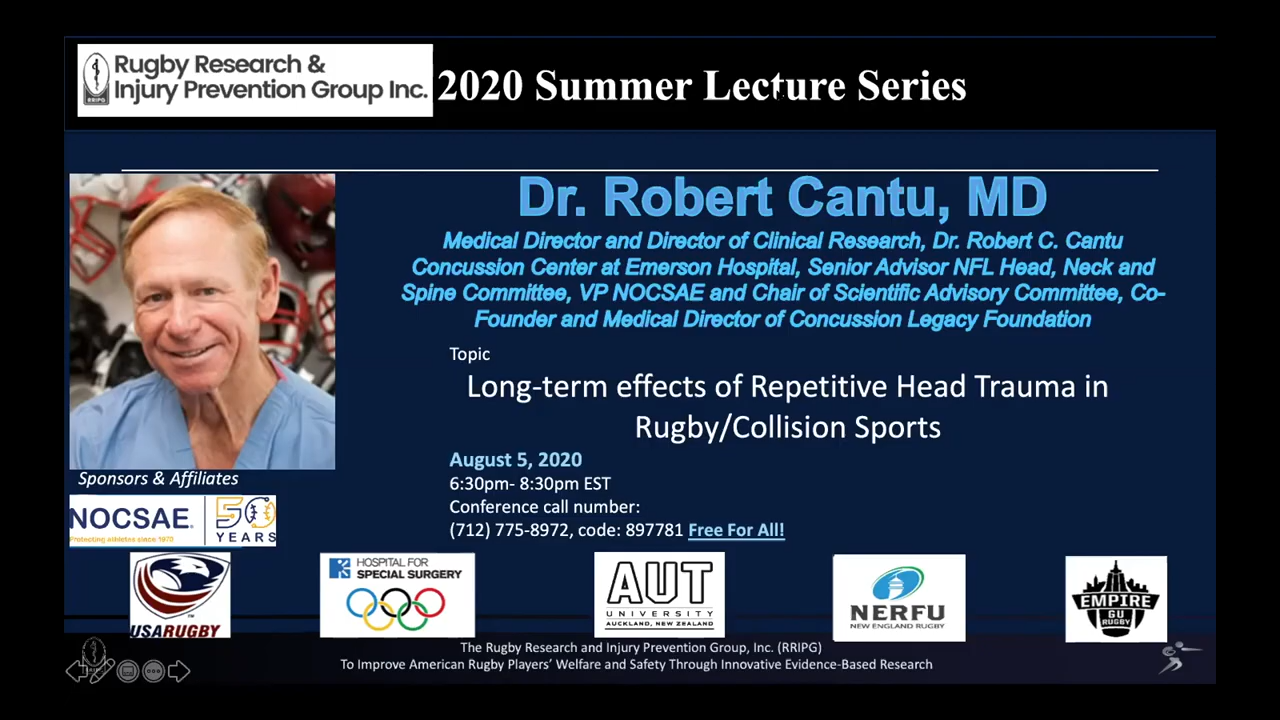 Rugby Research &
Injury Prevention Group Inc.
RRIPG
2020 Summer Lecture Series
Dr. Robert Cantu, MD
Medical Director and Director of Clinical Research, Dr. Robert C. Cantu
Concussion Center at Emerson Hospital, Senior Advisor NFL Head, Neck and
Spine Committee, VP NOCSAE and Chair of Scientific Advisory Committee, Co-
Founder and Medical Director of Concussion Legacy Foundation
Topic
Long-term effects of Repetitive Head Trauma in
Rugby/Collision Sports
August 5, 2020
6:30pm- 8:30pm EST
Conference call number:
(712) 775-8972, code: 897781 Free For All!
Sponsors & Affiliates
NOCSAE
Protecting athletes since 1970
50
YEARS
USARUGBY
HOSPITAL FOR
SPECIAL SURGERY
AUT
UNIVERSITY
AUCKLAND, NEW ZEALAND
NERFU
NEW ENGLAND RUGBY
EMPIRE
GU
RUGBY
The Rugby Research and Injury Prevention Group, Inc. (RRIPG)
To Improve American Rugby Players' Welfare and Safety Through Innovative Evidence-Based Research